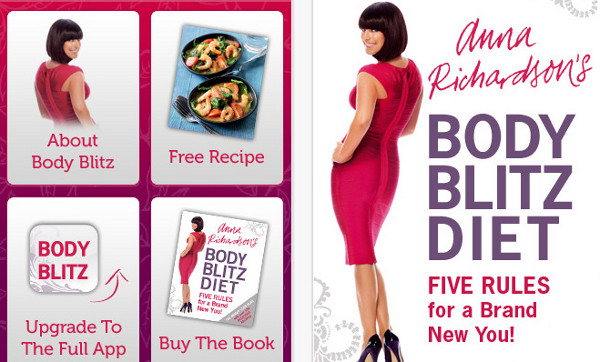 About
Body Blitz
Free Recipe
BODY
BLITZ
Upgrade To
The Full App
Anna
Richardson's
BODY
BLITZ
DIET
FIVE RULES
for a Brand
New You!
Buy The Book
Anna
Richardson's
BODY
BLITZ
DIET
FIVE RULES
for a Brand
New You!